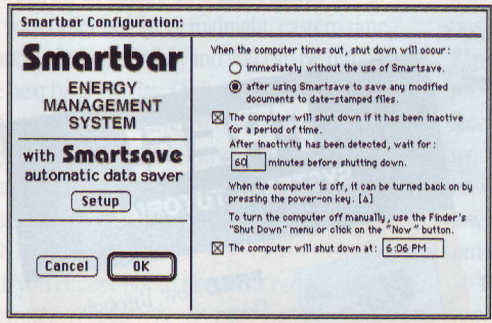 Smartbar Configuration:
Smartbar
ENERGY
MANAGEMENT
SYSTEM
with Smartsave
automatic data saver
Setup
Cancel
OK
When the computer times out, shut down will occur:
immediately without the use of Smartsave.
after using Smartsave to save any modified
documents to date-stamped files.
The computer will shut down if it has been inactive
for a period of time.
After inactivity has been detected, wait for:
60 minutes before shutting down.
When the computer is off, it can be turned back on by
pressing the power-on key. [Δ]
To turn the computer off manually, use the Finder's
"Shut Down" menu or click on the "Now" button.
The computer will shut down at: 6:06 PM